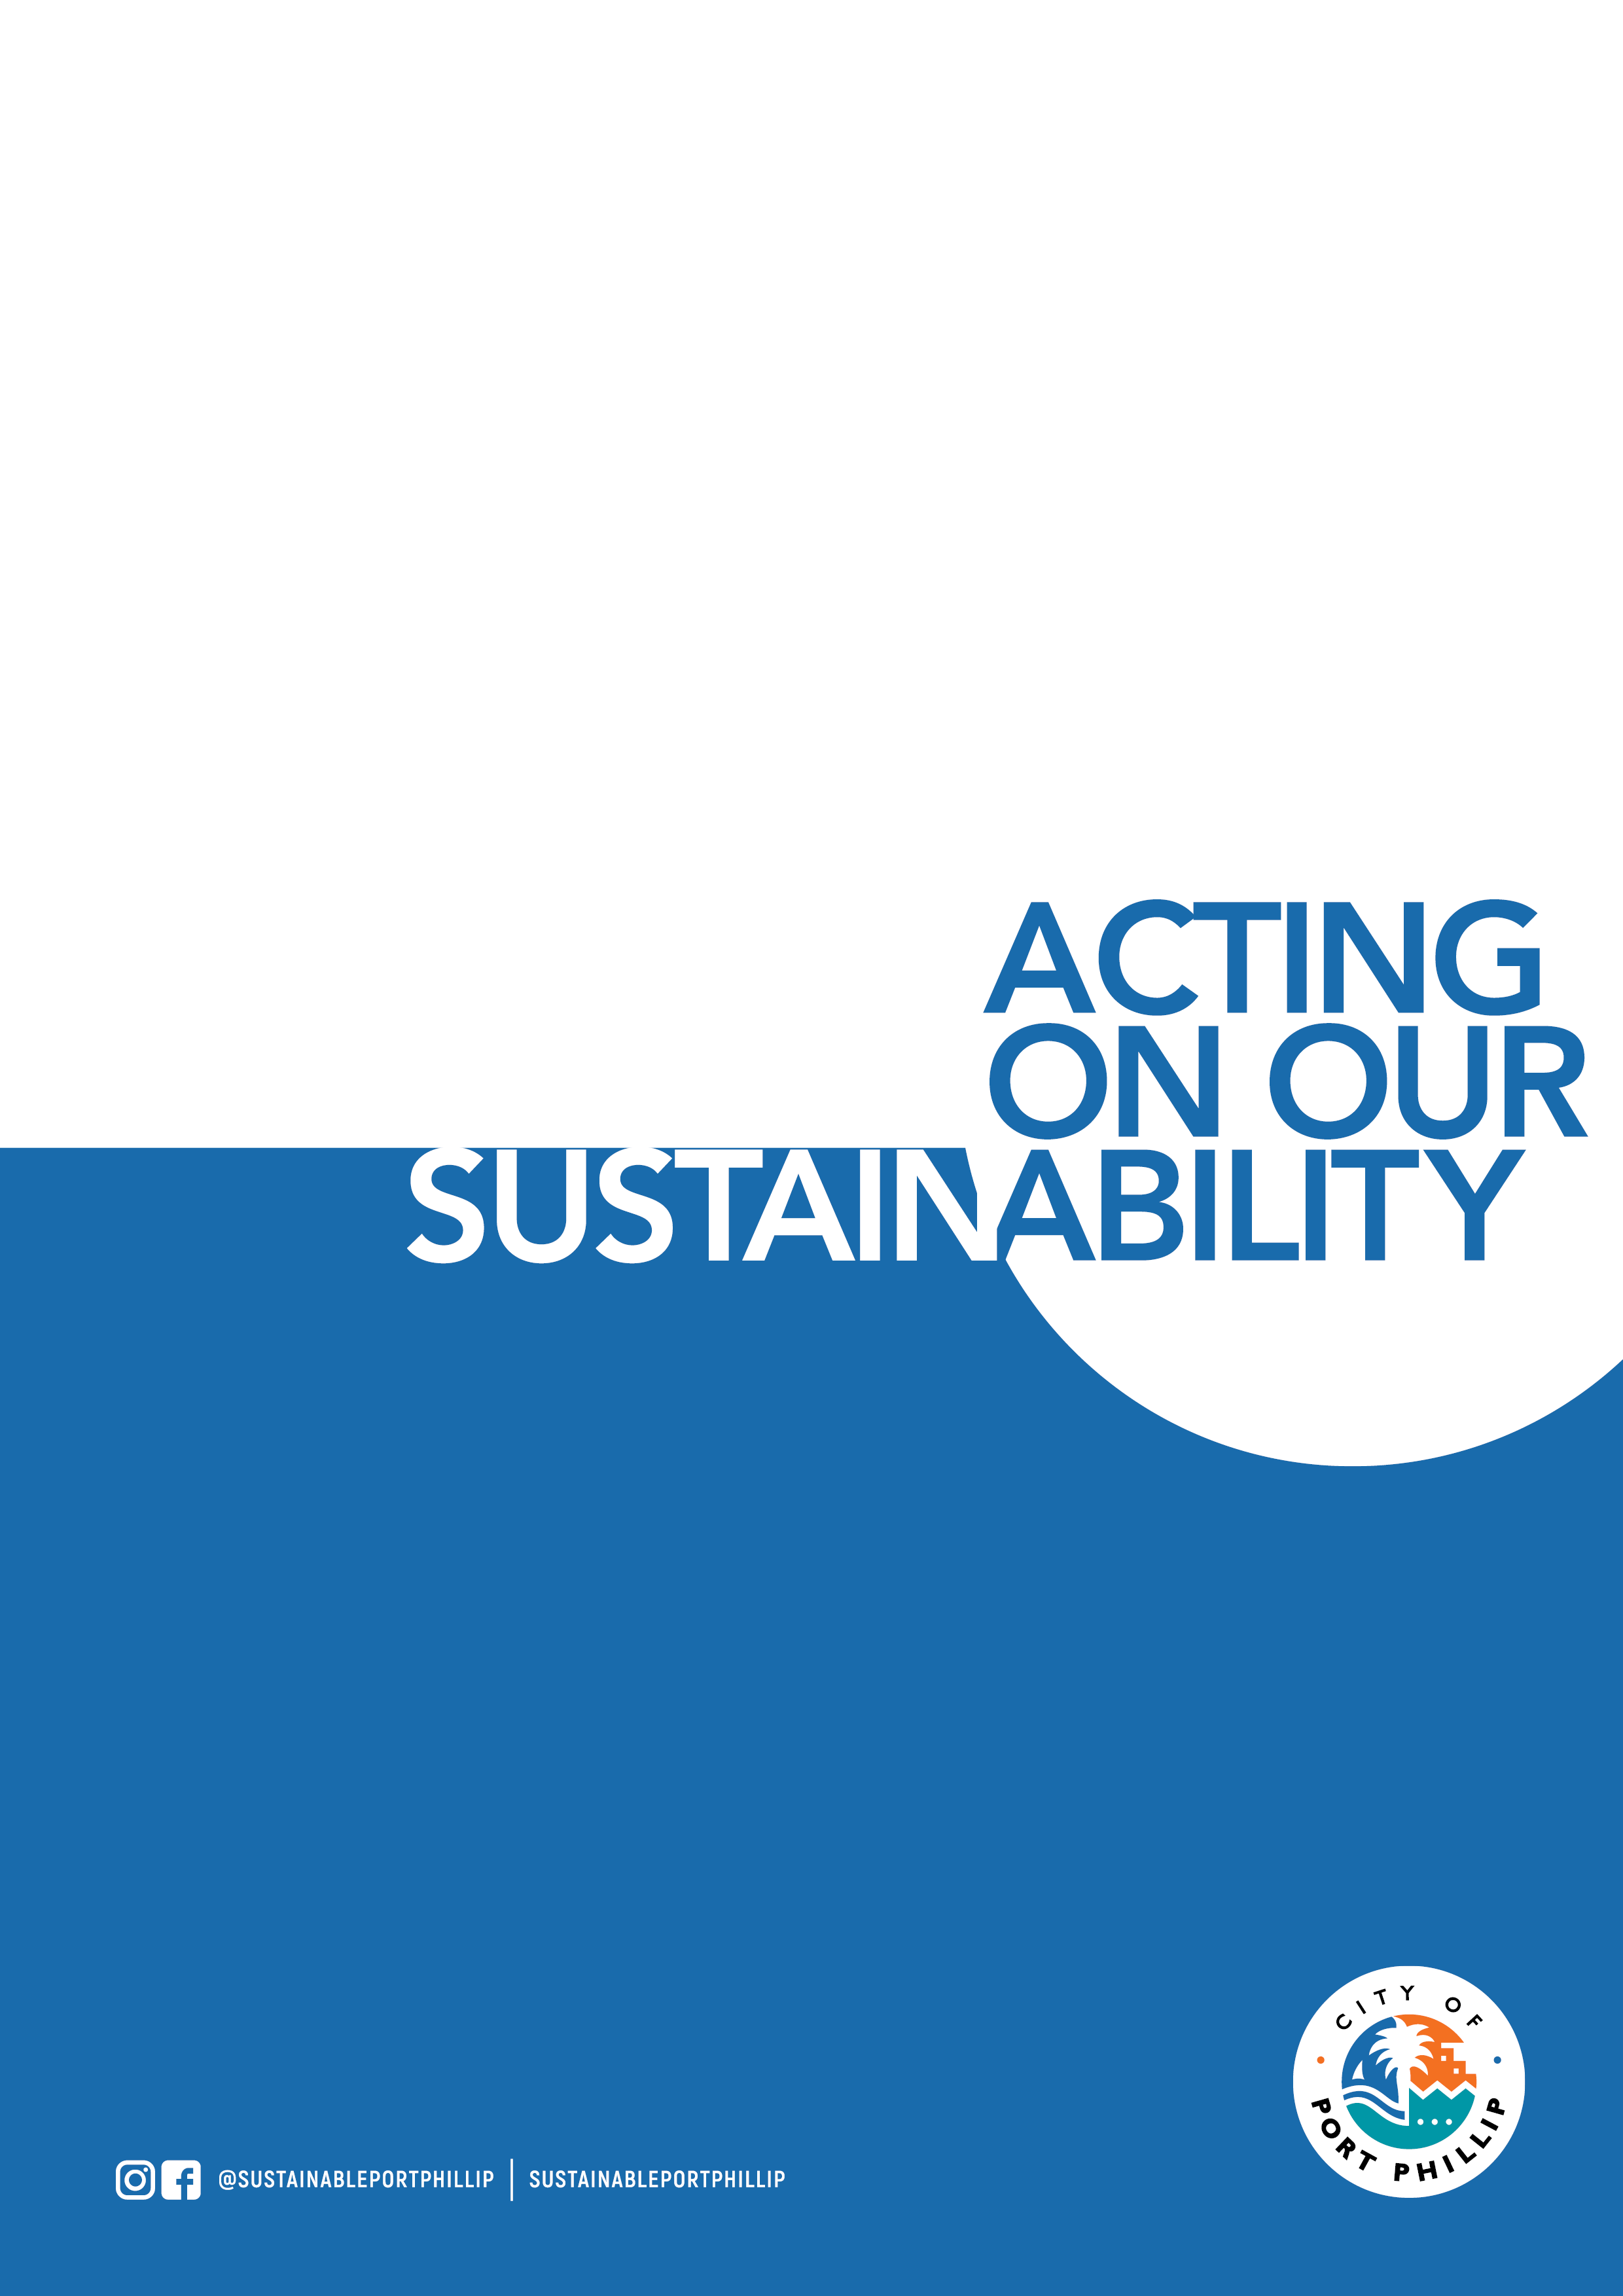 ACTING
ON OUR
SUSTAINABILITY
CITY OF
PORT PHILLIP
@SUSTAINABLEPORTPHILLIP | SUSTAINABLEPORTPHILLIP